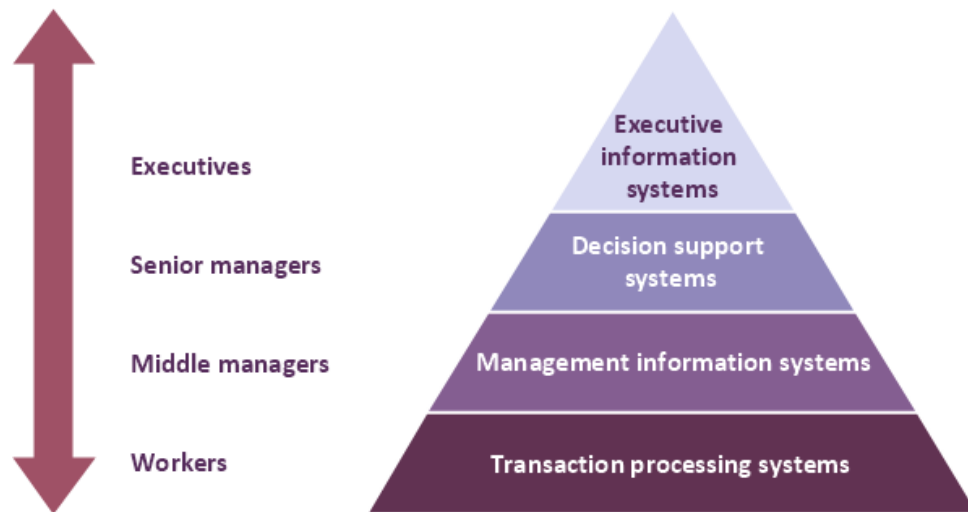 Executives
Executive
information
systems
Senior managers
Decision support
systems
Middle managers
Management information systems
Workers
Transaction processing systems